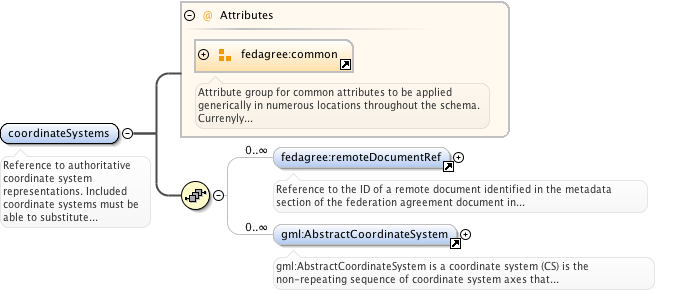 @ Attributes
fedagree:common
Attribute group for common attributes to be applied
generically in numerous locations throughout the schema.
Currenyly...
coordinateSystems
Reference to authoritative
coordinate system
representations. Included
coordinate systems must be
able to substitute...
0..∞
fedagree:remoteDocumentRef
Reference to the ID of a remote document identified in the metadata
section of the federation agreement document in...
0..∞
gml:AbstractCoordinateSystem
gml:AbstractCoordinateSystem is a coordinate system (CS) is the
non-repeating sequence of coordinate system axes that...